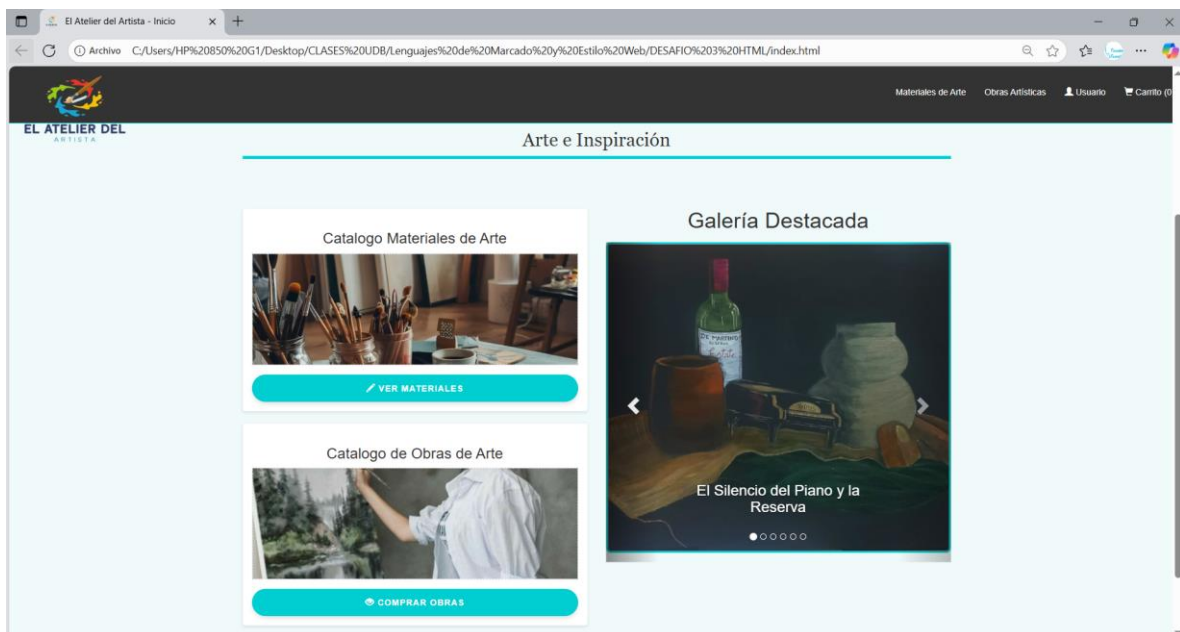 El Atelier del Artista - Inicio
Archivo C:/Users/HP%20850%20G1/Desktop/CLASES%20UDB/Lenguajes%20de%20Marcado%20y%20Estilo%20Web/DESAFIO%203%20HTML/index.html
Materiales de Arte Obras Artísticas Usuario Carrito (0
EL ATELIER DEL
ARTISTA
Arte e Inspiración
Galería Destacada
Catalogo Materiales de Arte
VER MATERIALES
Catalogo de Obras de Arte
El Silencio del Piano y la
Reserva
COMPRAR OBRAS